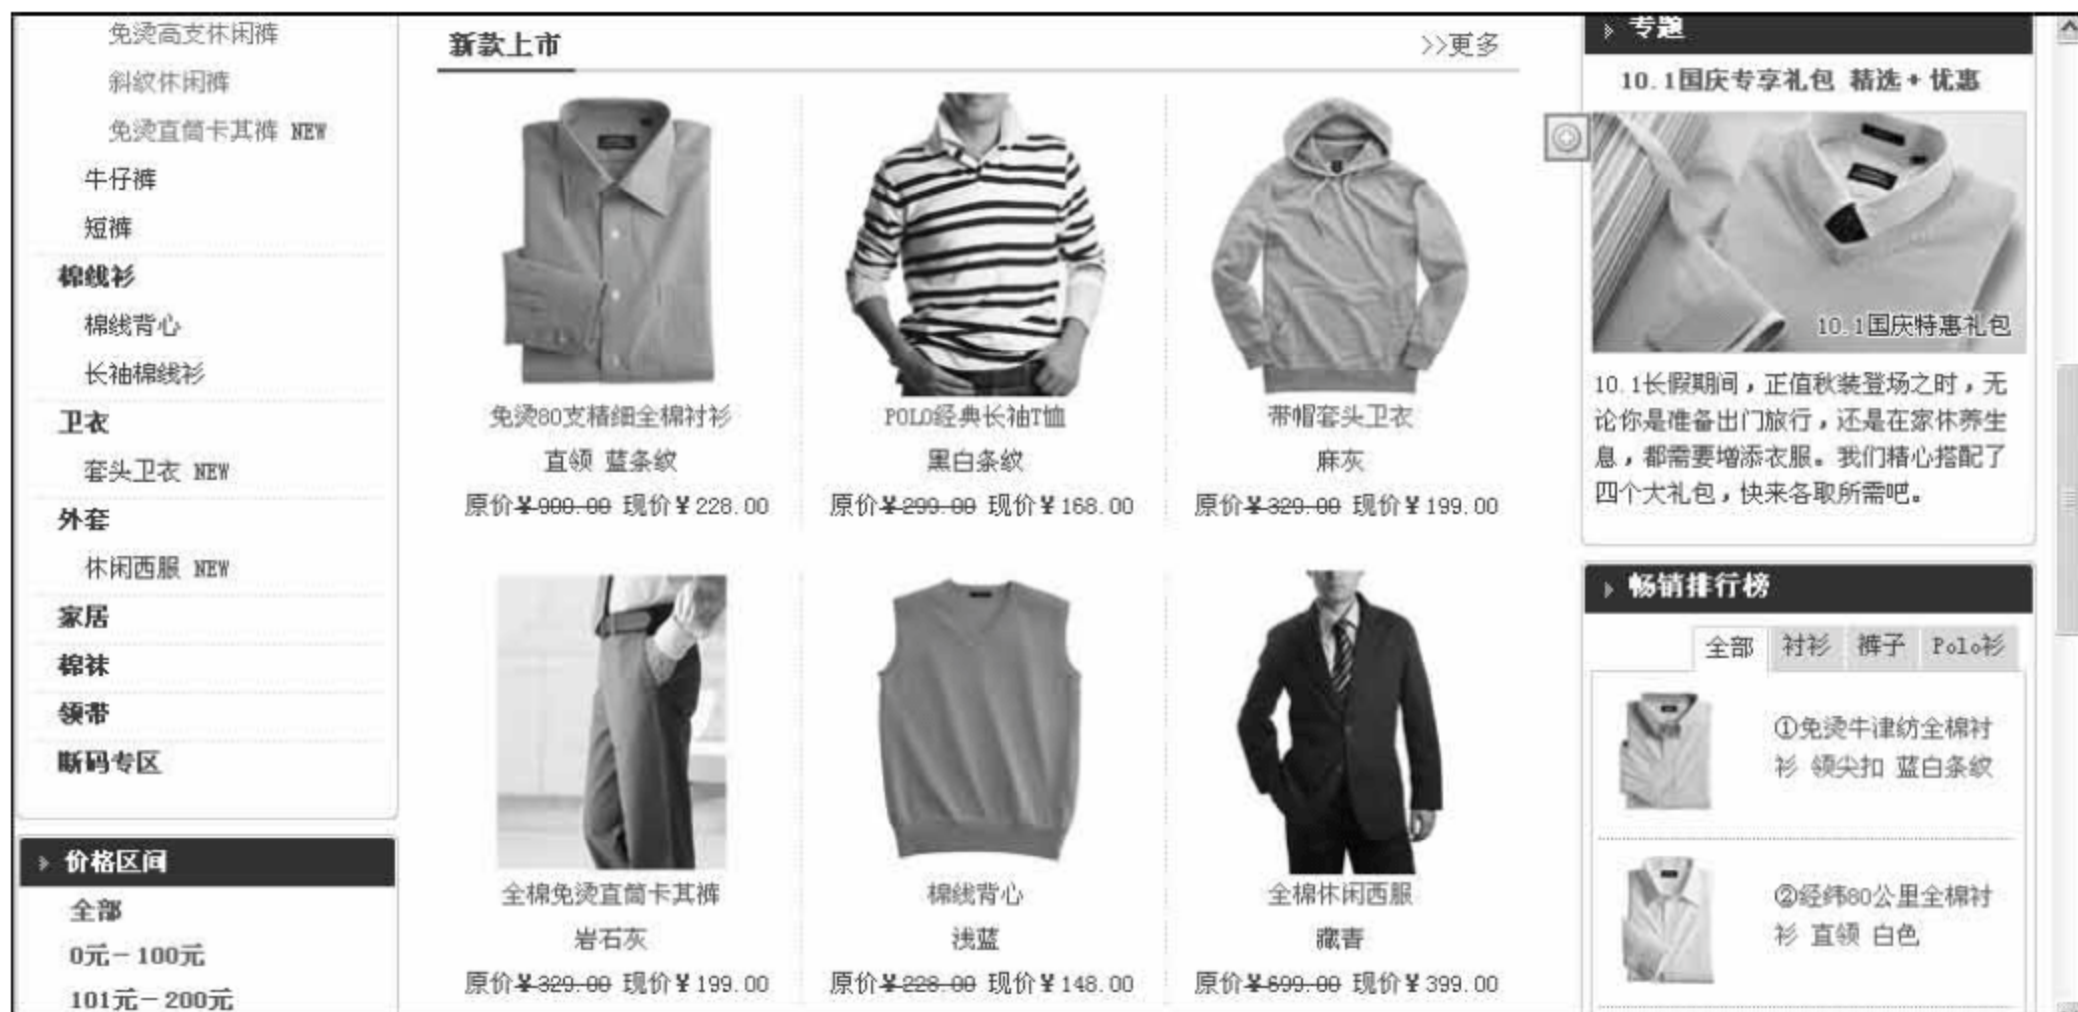 免烫高支休闲裤
斜纹休闲裤
免烫直筒卡其裤 NEW
牛仔裤
短裤
棉线衫
棉线背心
长袖棉线衫
卫衣
套头卫衣 NEW
外套
休闲西服 NEW
家居
棉袜
领带
断码专区
价格区间
全部
0元-100元
101元-200元
新款上市
>>更多
免烫80支精细全棉衬衫
直领 蓝条纹
原价¥900.00 现价¥228.00
POLO经典长袖T恤
黑白条纹
原价¥299.00 现价¥168.00
带帽套头卫衣
麻灰
原价¥329.00 现价¥199.00
全棉免烫直筒卡其裤
岩石灰
原价¥329.00 现价¥199.00
棉线背心
浅蓝
原价¥228.00 现价¥148.00
全棉休闲西服
藏青
原价¥699.00 现价¥399.00
专题
10.1国庆专享礼包 精选+优惠
10.1国庆特惠礼包
10.1长假期间，正值秋装登场之时，无
论你是准备出门旅行，还是在家休养生
息，都需要增添衣服。我们精心搭配了
四个大礼包，快来各取所需吧。
畅销排行榜
全部 衬衫 裤子 Polo衫
①免烫牛津纺全棉衬
衫 领尖扣 蓝白条纹
②经纬80公里全棉衬
衫 直领 白色